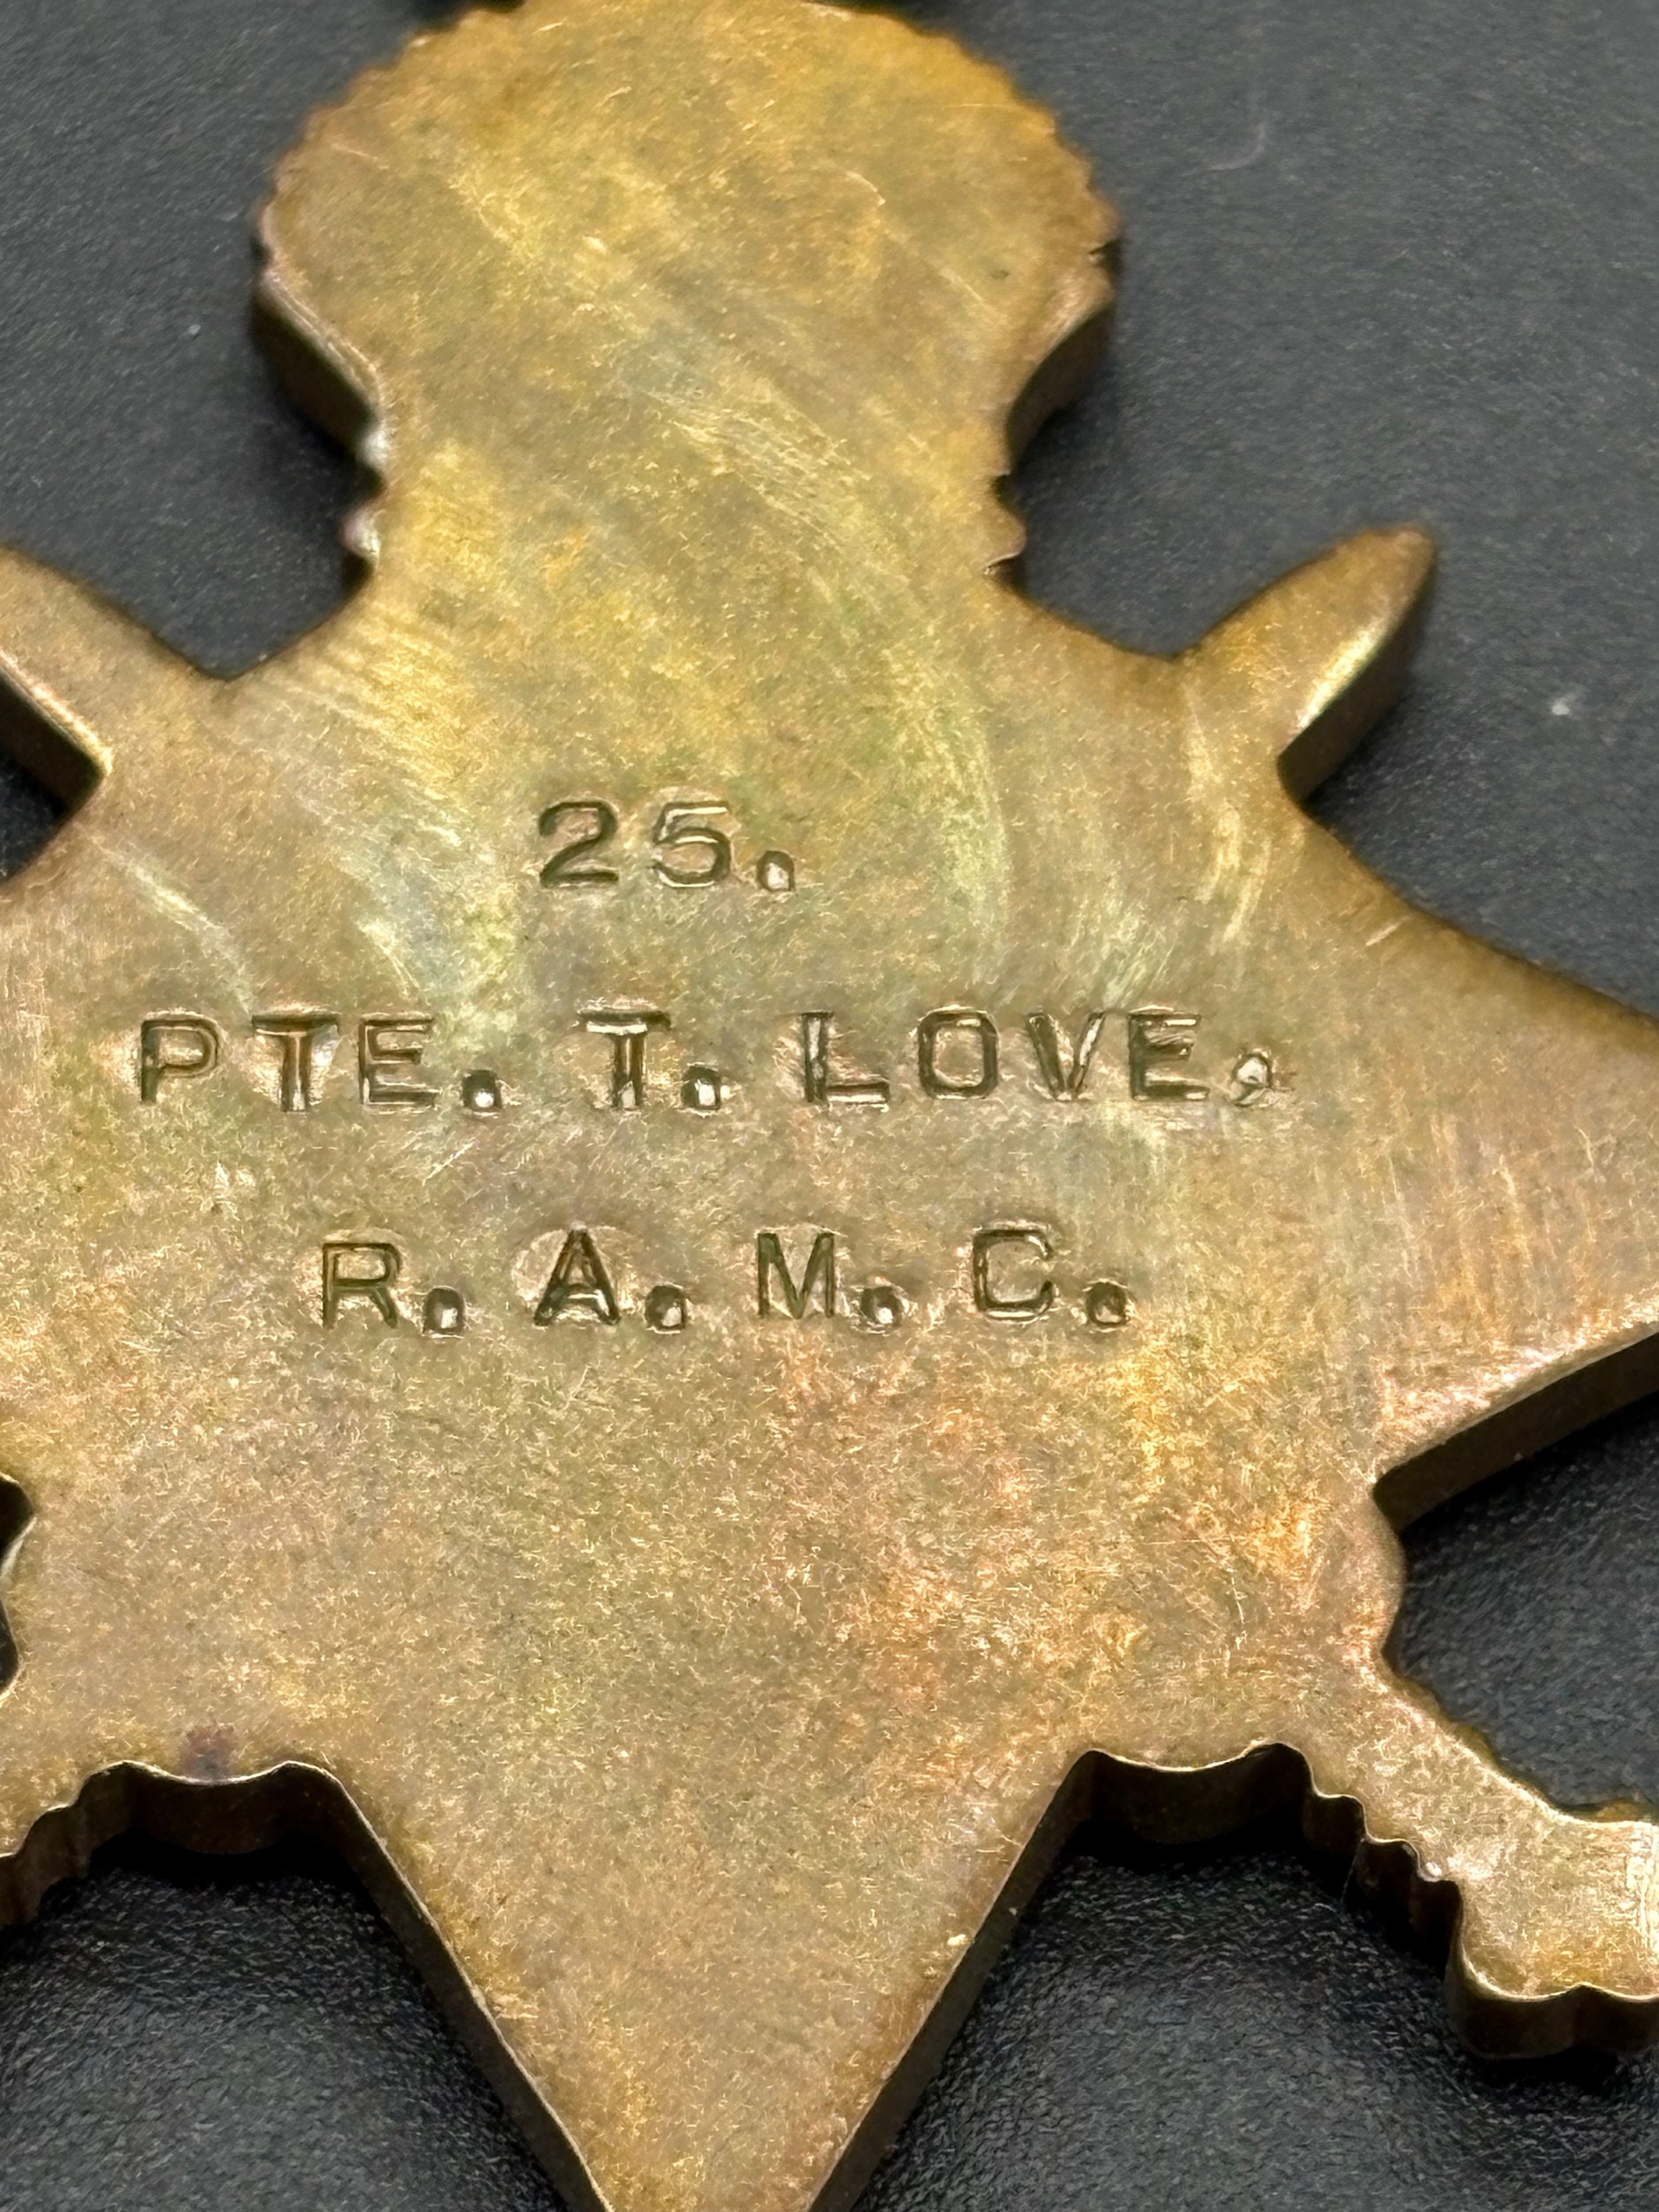 25.
PTE. T. LOVE,
R. A. M. C.